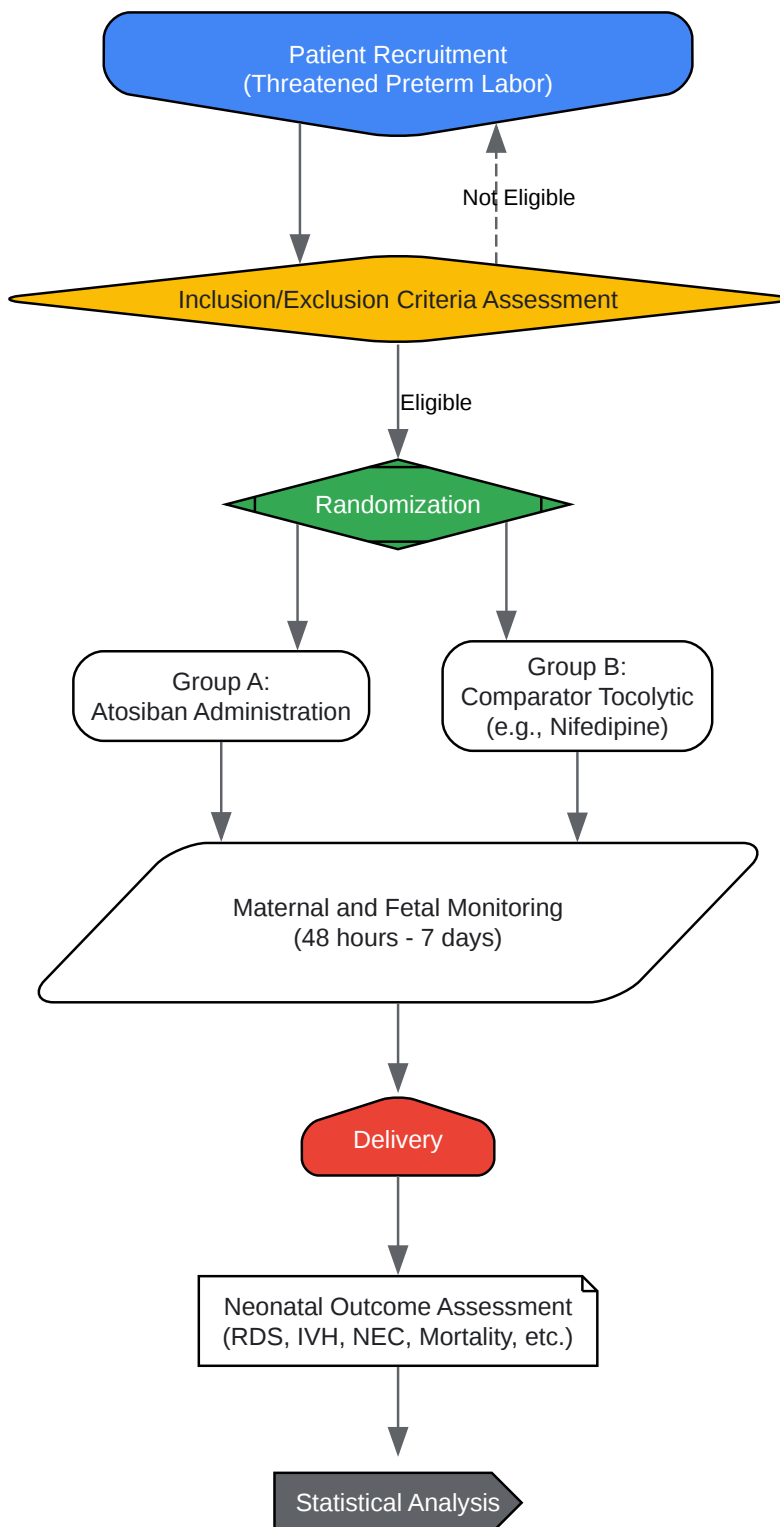 Patient Recruitment
(Threatened Preterm Labor)
Not Eligible
Inclusion/Exclusion Criteria Assessment
Eligible
Randomization
Group A:
Atosiban Administration
Group B:
Comparator Tocolytic
(e.g., Nifedipine)
Maternal and Fetal Monitoring
(48 hours - 7 days)
Delivery
Neonatal Outcome Assessment
(RDS, IVH, NEC, Mortality, etc.)
Statistical Analysis